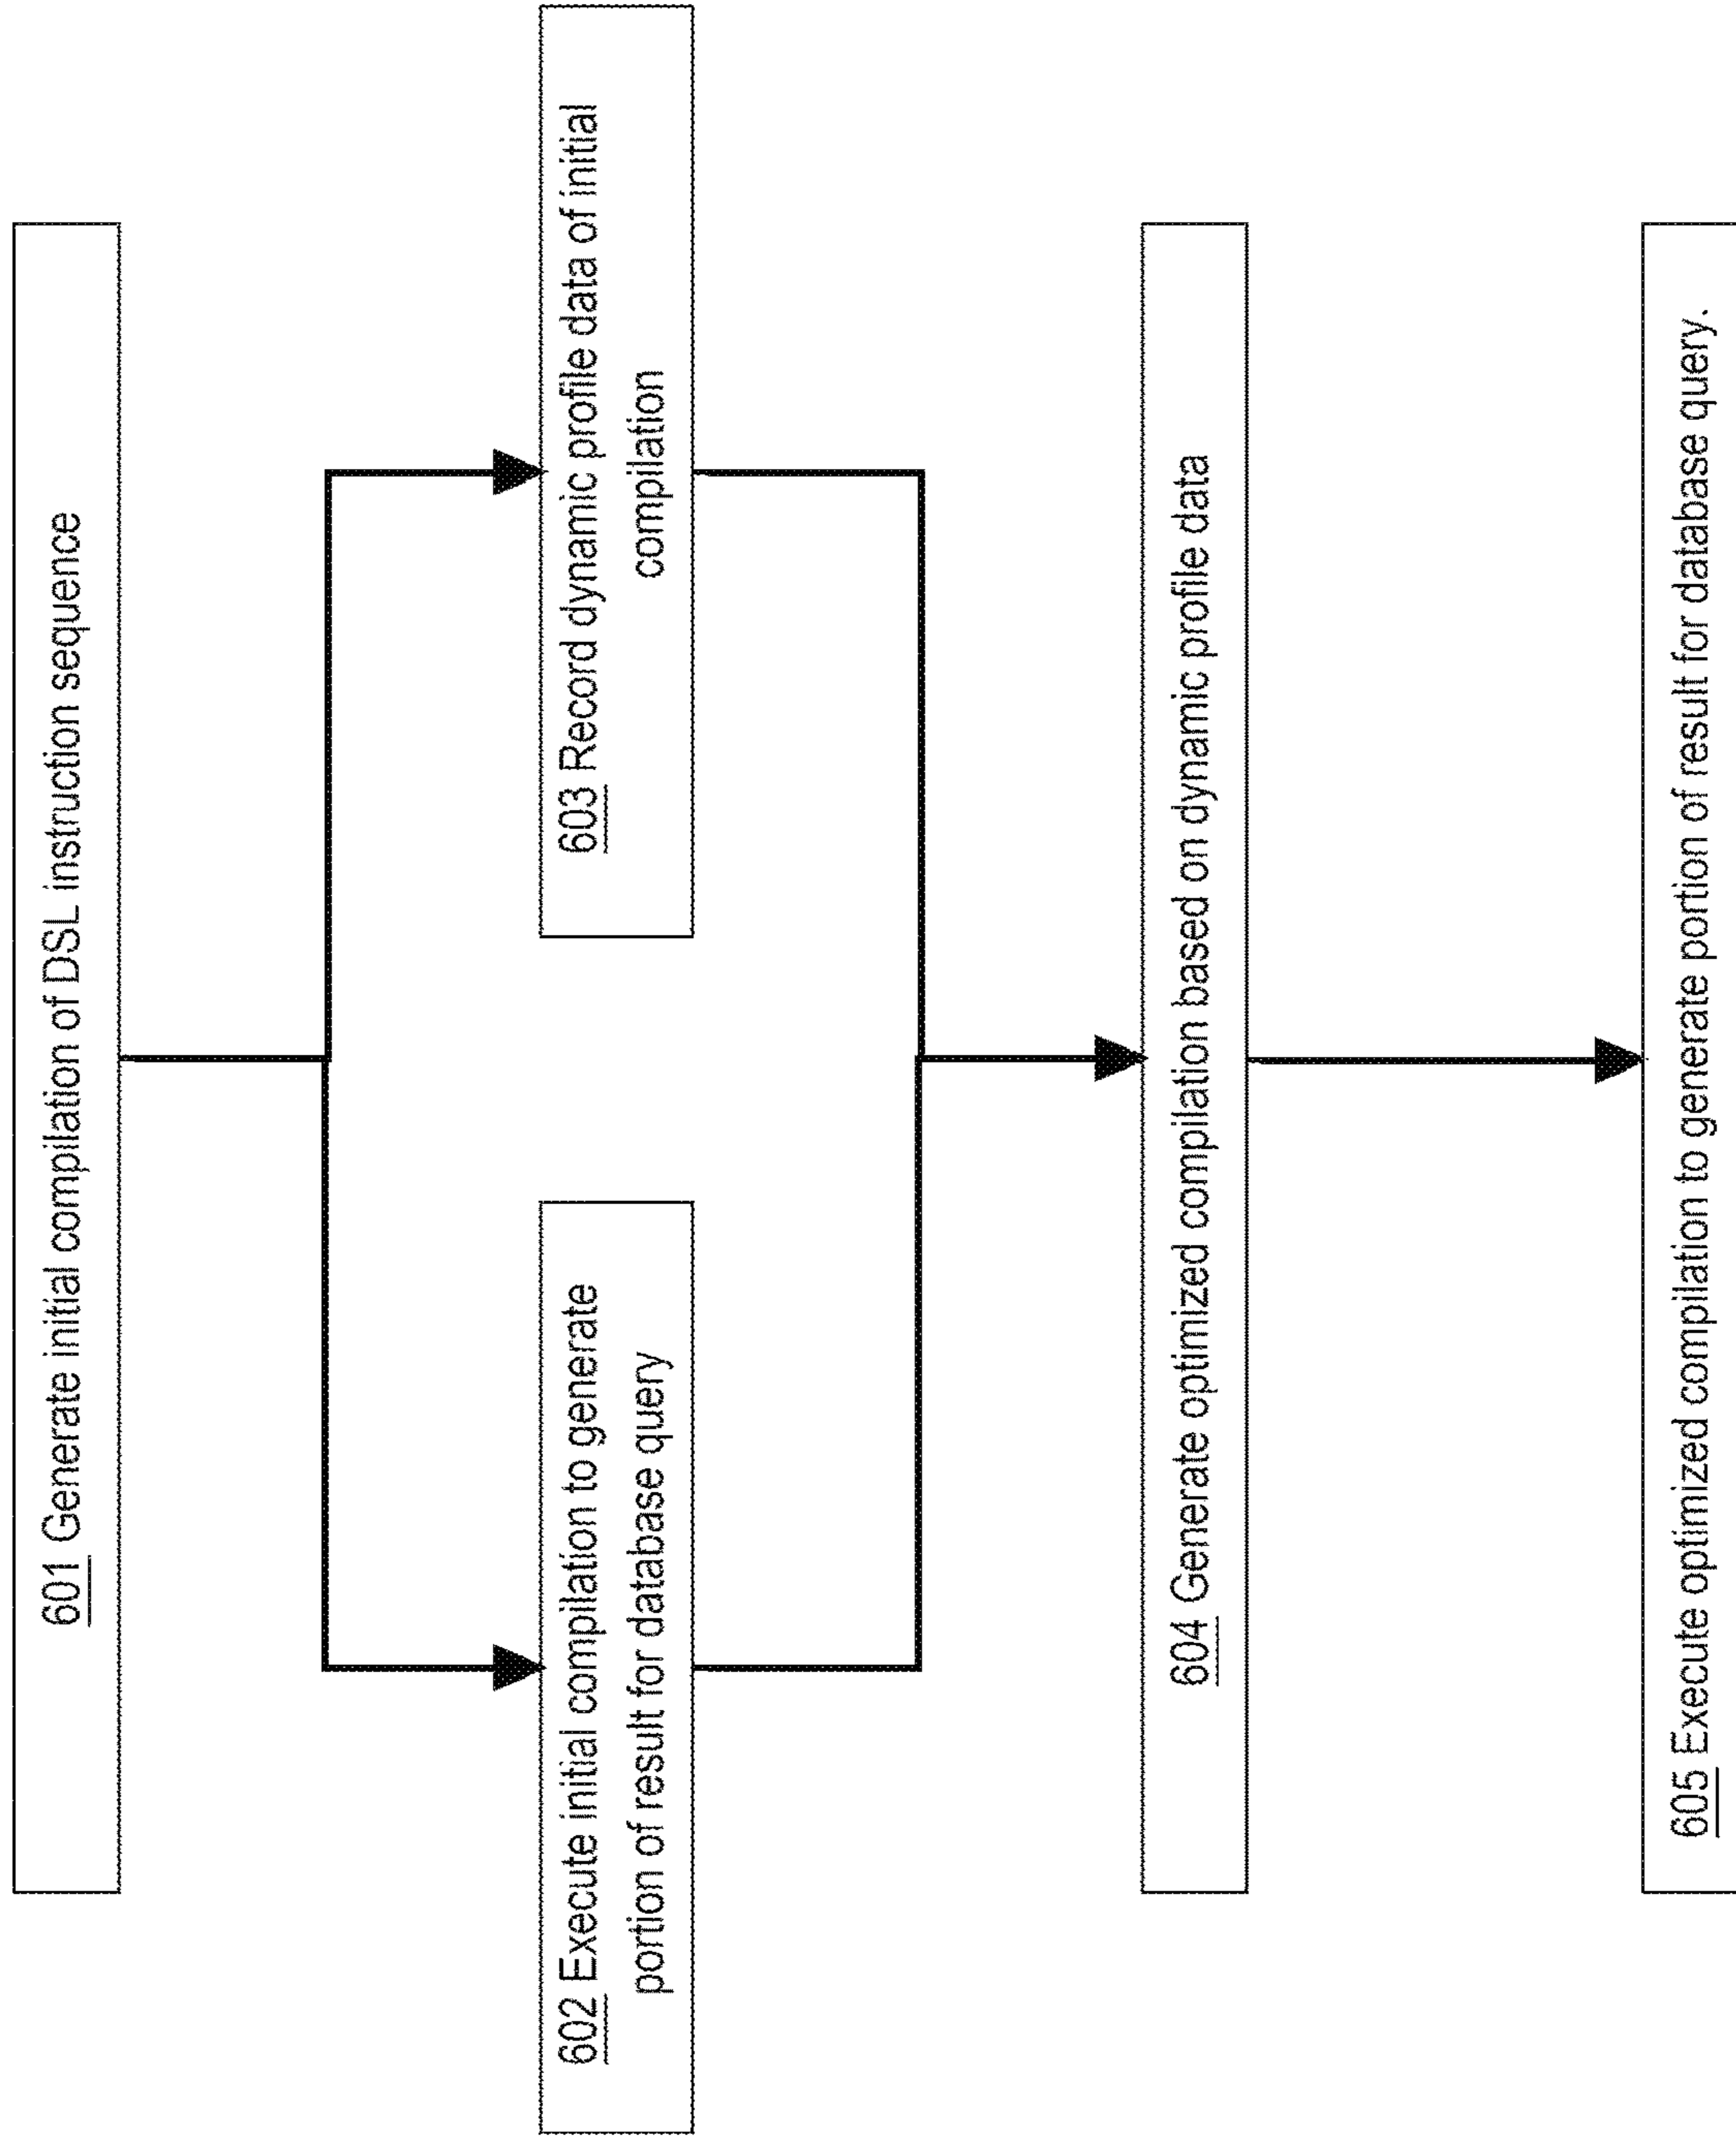 601 Generate initial compilation of DSL instruction sequence
602 Execute initial compilation to generate
portion of result for database query
603 Record dynamic profile data of initial
compilation
604 Generate optimized compilation based on dynamic profile data
605 Execute optimized compilation to generate portion of result for database query.